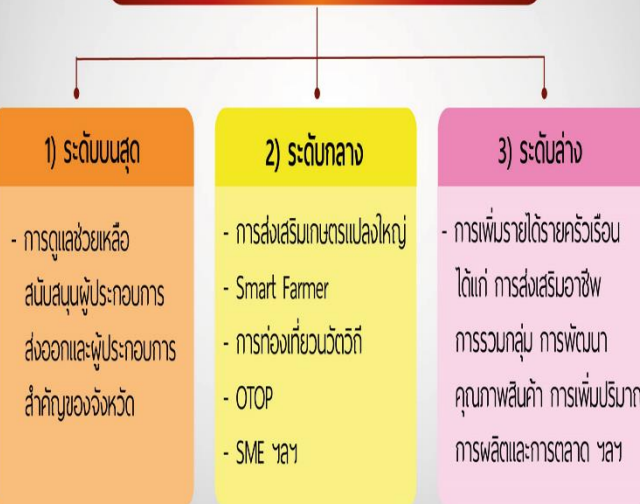 1) ระดับบนสุด
- การดูแลช่วยเหลือ
สนับสนุนผู้ประกอบการ
ส่งออกและผู้ประกอบการ
สำคัญของจังหวัด
2) ระดับกลาง
- การส่งเสริมเกษตรแปลงใหญ่
- Smart Farmer
- การท่องเที่ยวนวัตวิถี
- OTOP
- SME ฯลฯ
3) ระดับล่าง
- การเพิ่มรายได้รายครัวเรือน
ได้แก่ การส่งเสริมอาชีพ
การรวมกลุ่ม การพัฒนา
คุณภาพสินค้า การเพิ่มปริมาณ
การผลิตและการตลาด ฯลฯ